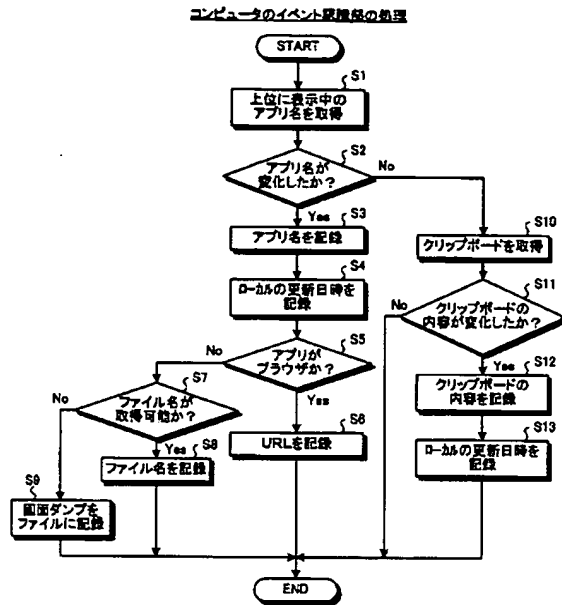 コンピュータのイベント認識部の処理
START
S1
上位に表示中の
アプリ名を取得
S2
アプリ名が
変化したか？
No
Yes
S3
アプリ名を記録
S4
ローカルの更新日時を
記録
S5
アプリが
ブラウザか？
No
Yes
S6
URLを記録
S7
ファイル名が
取得可能か？
No
Yes
S8
ファイル名を記録
S9
画面ダンプを
ファイルに記録
S10
クリップボードを取得
S11
クリップボードの
内容が変化したか？
No
Yes
S12
クリップボードの
内容を記録
S13
ローカルの更新日時を
記録
END